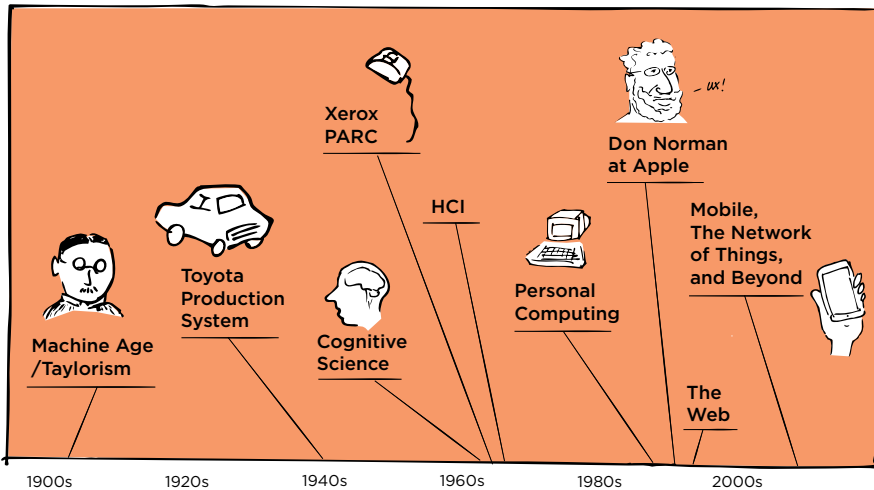 Machine Age
/Taylorism
Toyota
Production
System
Cognitive
Science
Xerox
PARC
HCI
Personal
Computing
Don Norman
at Apple
- ux!
The
Web
Mobile,
The Network
of Things,
and Beyond
1900s
1920s
1940s
1960s
1980s
2000s